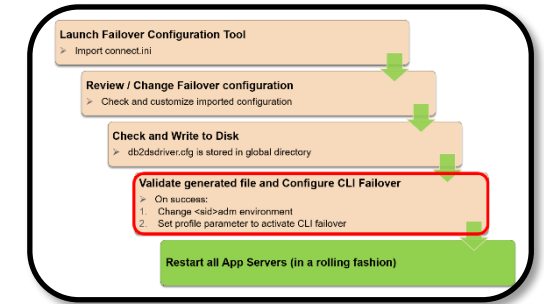 Launch Failover Configuration Tool
➢ Import connect.ini
Review / Change Failover configuration
➢ Check and customize imported configuration
Check and Write to Disk
➢ db2dsdriver.cfg is stored in global directory
Validate generated file and Configure CLI Failover
➢ On success:
1. Change <sid>adm environment
2. Set profile parameter to activate CLI failover
Restart all App Servers (in a rolling fashion)